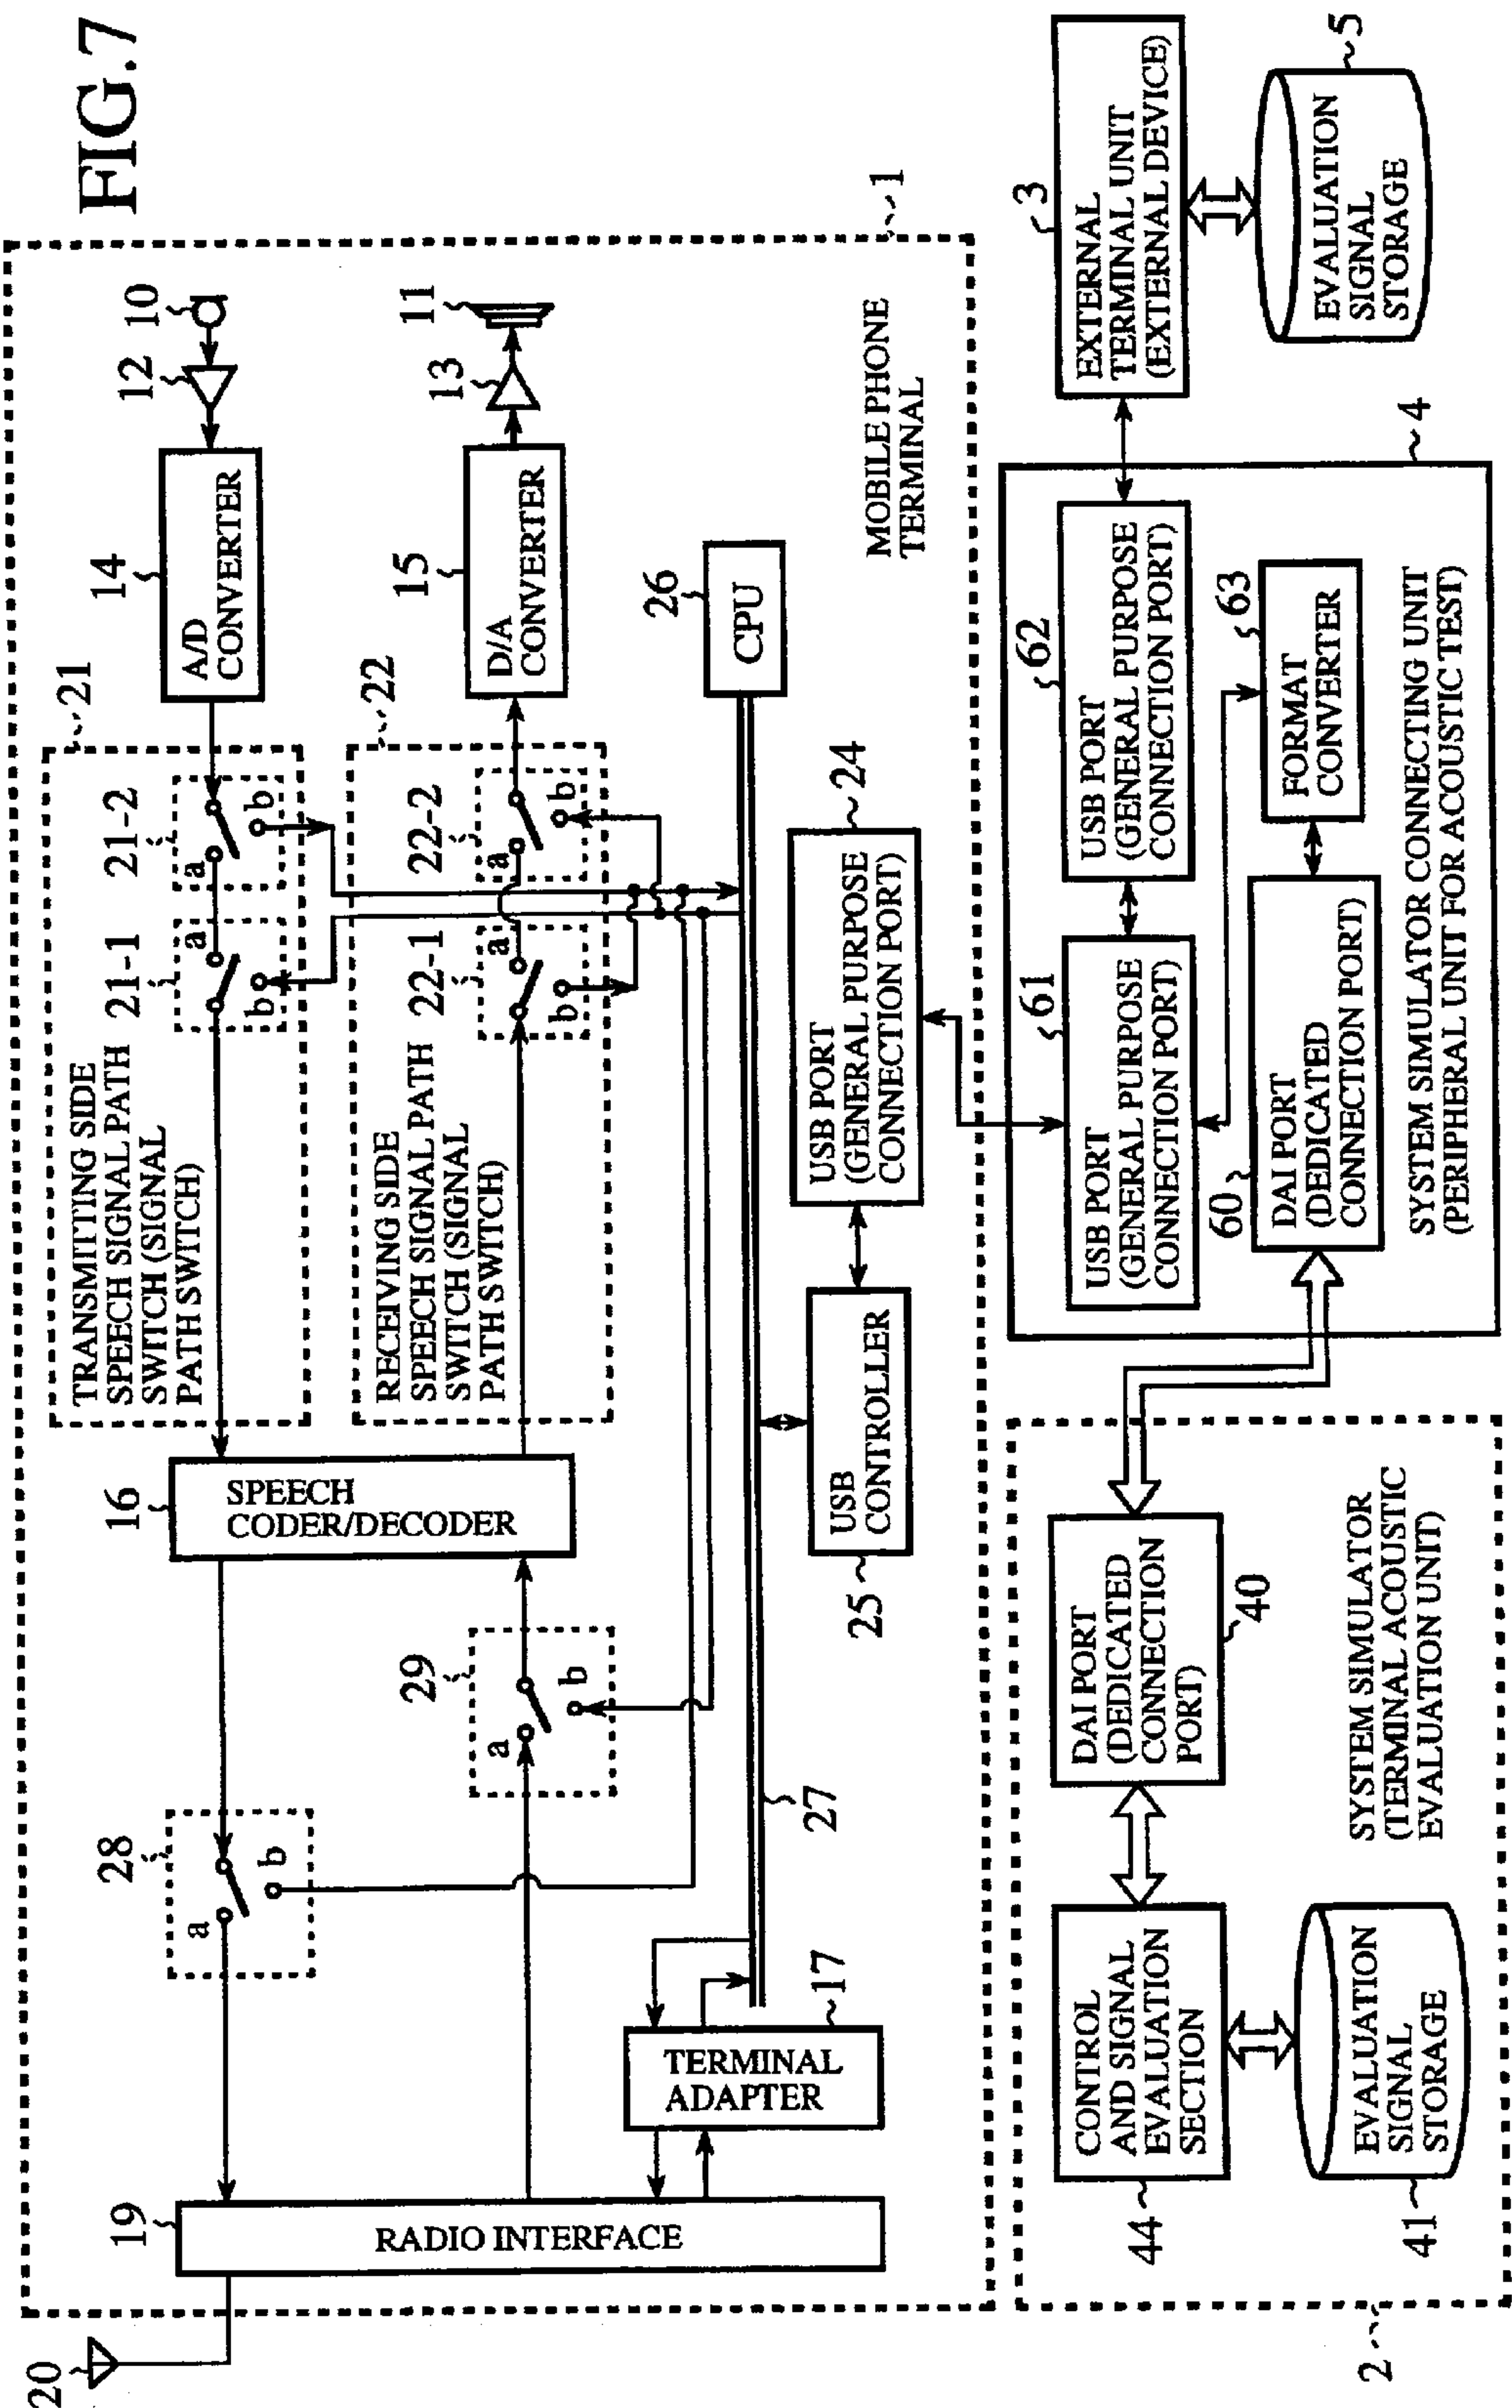 FIG.7
20
19
RADIO INTERFACE
28
a
b
16
SPEECH
CODER/DECODER
29
a
b
TRANSMITTING SIDE
SPEECH SIGNAL PATH
SWITCH (SIGNAL
PATH SWITCH)
21
21-1
a
b
21-2
a
b
14
A/D
CONVERTER
12
10
RECEIVING SIDE
SPEECH SIGNAL PATH
SWITCH (SIGNAL
PATH SWITCH)
22
22-1
a
b
22-2
a
b
15
D/A
CONVERTER
13
11
TERMINAL
ADAPTER
17
27
26
CPU
25
USB
CONTROLLER
24
USB PORT
(GENERAL PURPOSE
CONNECTION PORT)
MOBILE PHONE
TERMINAL
1
2
44
CONTROL
AND SIGNAL
EVALUATION
SECTION
41
EVALUATION
SIGNAL
STORAGE
DAI PORT
(DEDICATED
CONNECTION
PORT)
40
SYSTEM SIMULATOR
(TERMINAL ACOUSTIC
EVALUATION UNIT)
61
USB PORT
(GENERAL PURPOSE
CONNECTION PORT)
62
USB PORT
(GENERAL PURPOSE
CONNECTION PORT)
60
DAI PORT
(DEDICATED
CONNECTION PORT)
63
FORMAT
CONVERTER
SYSTEM SIMULATOR CONNECTING UNIT
(PERIPHERAL UNIT FOR ACOUSTIC TEST)
4
3
EXTERNAL
TERMINAL UNIT
(EXTERNAL DEVICE)
EVALUATION
SIGNAL
STORAGE
5